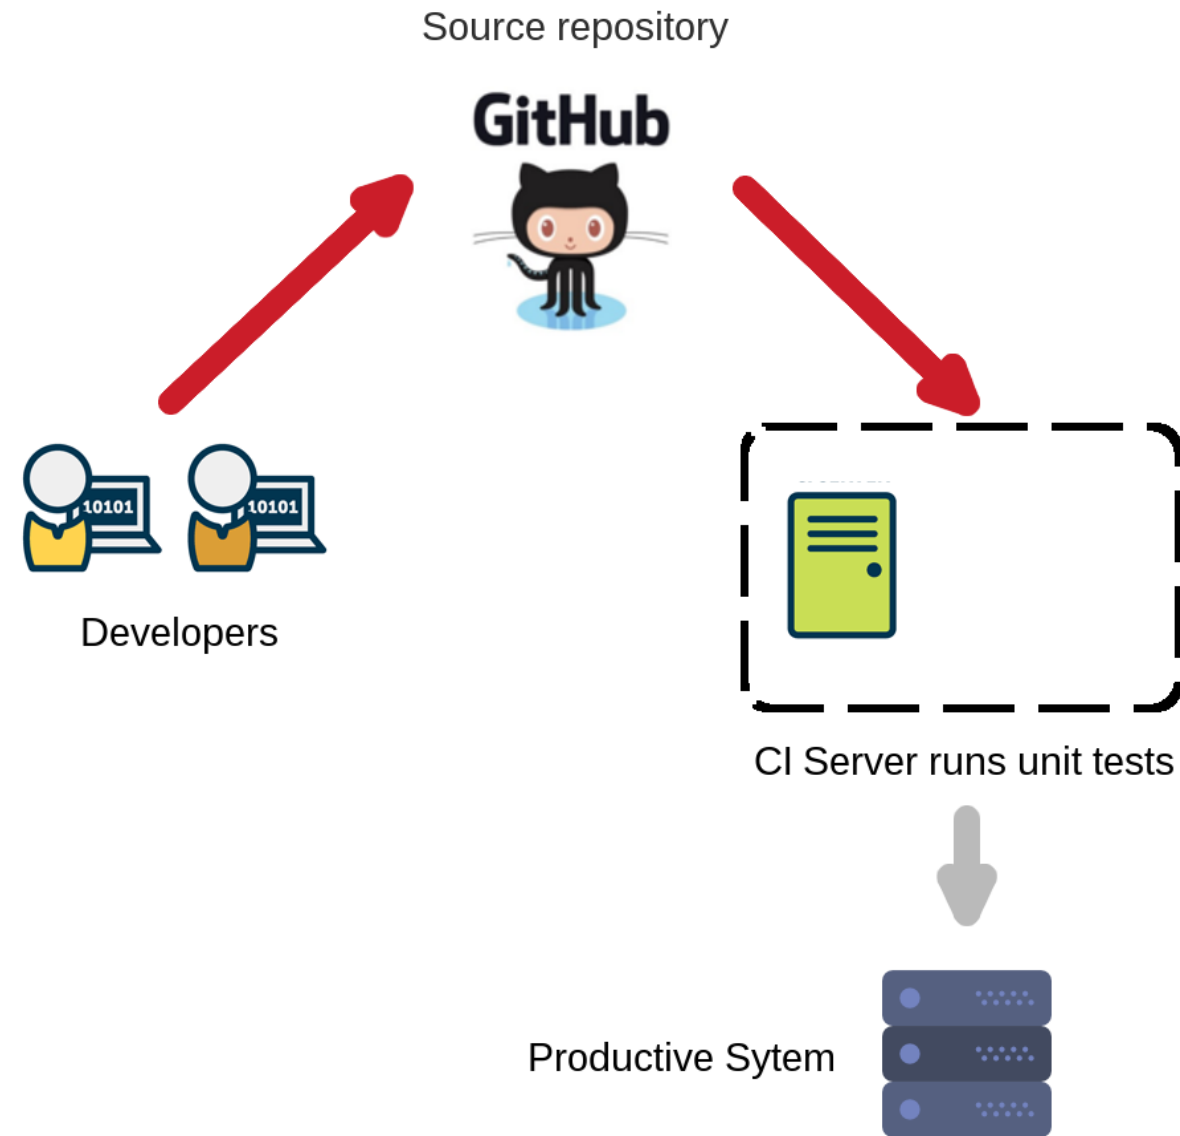 Source repository
GitHub
10101
10101
Developers
CI Server runs unit tests
Productive Sytem